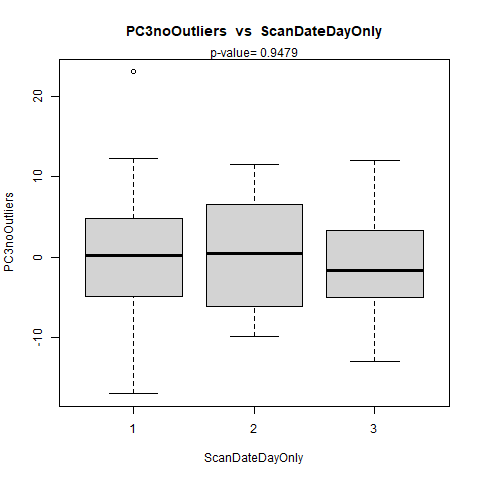 PC3noOutliers vs ScanDateDayOnly
p-value= 0.9479
PC3noOutliers
20
10
0
-10
1 2 3
ScanDateDayOnly